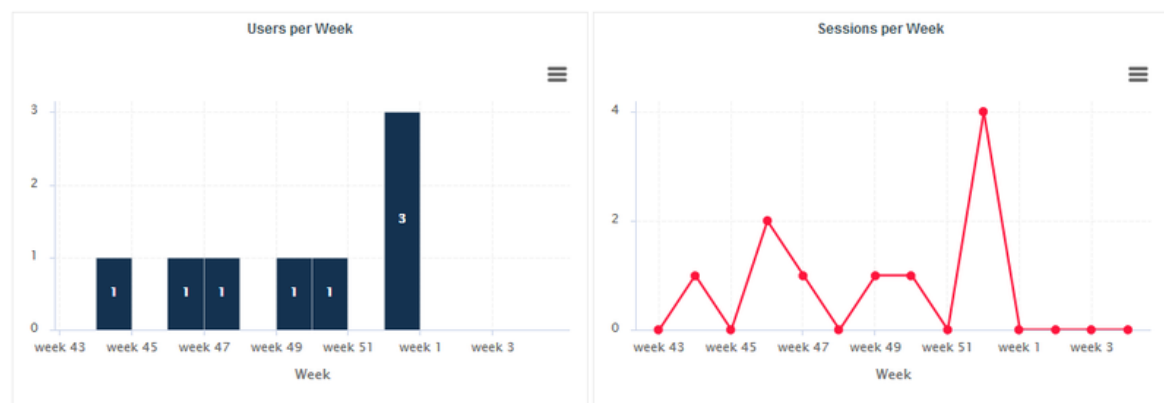 Users per Week
3
2
1
0
1
1
1
1
1
3
week 43
week 45
week 47
week 49
week 51
week 1
week 3
Week
Sessions per Week
4
2
0
week 43
week 45
week 47
week 49
week 51
week 1
week 3
Week